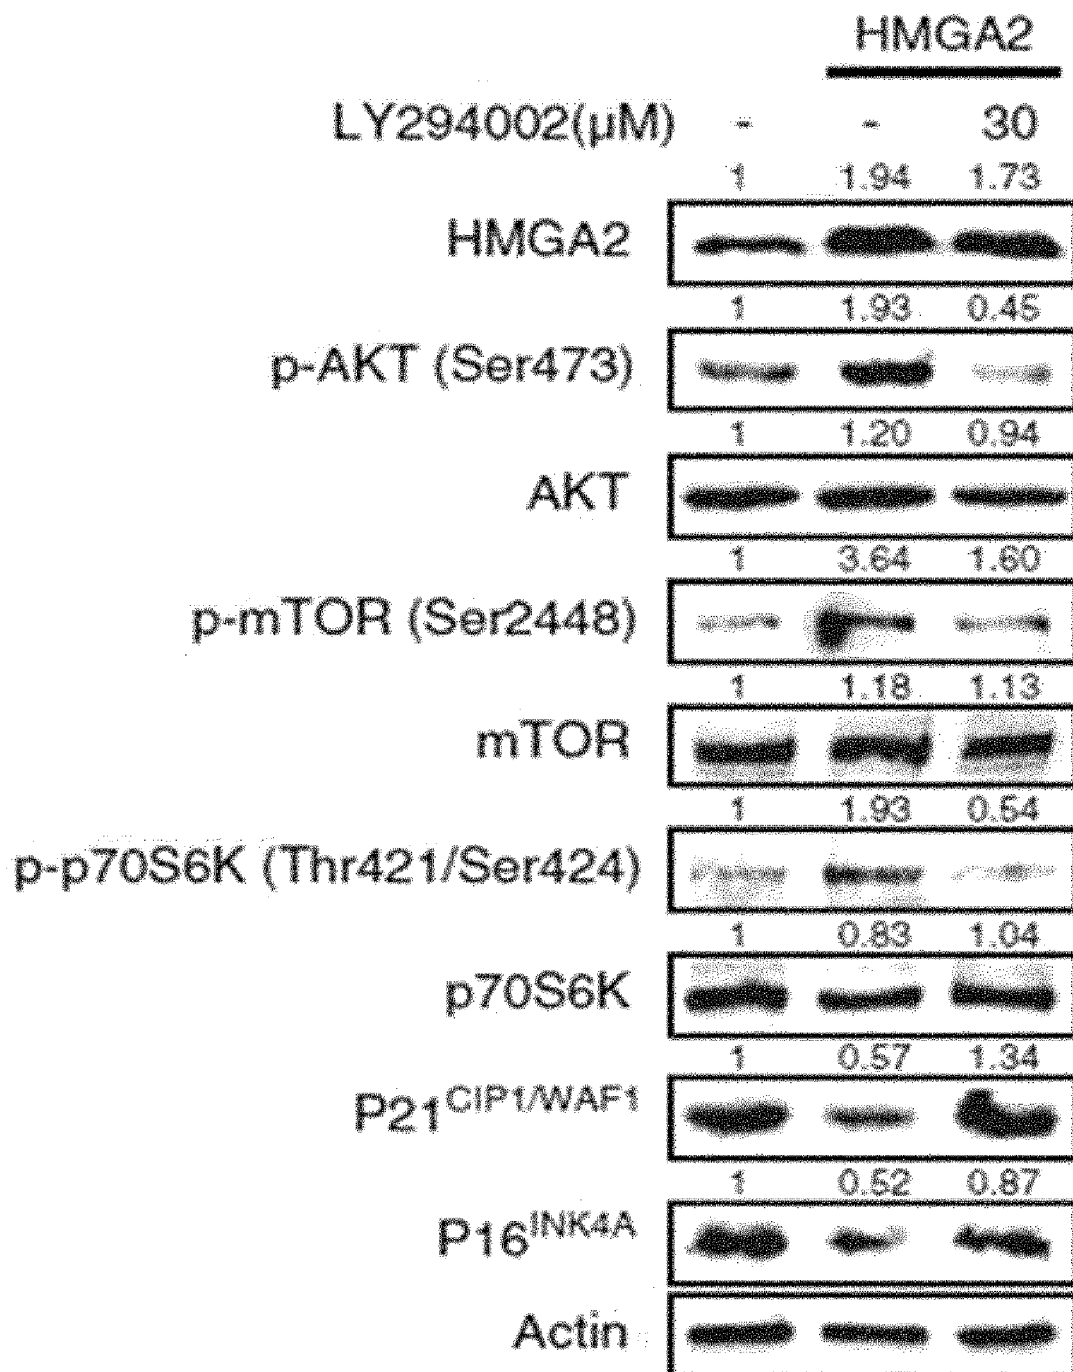 HMGA2
LY294002(μM) - - 30
1 1.94 1.73
HMGA2
1 1.93 0.45
p-AKT (Ser473)
1 1.20 0.94
AKT
1 3.64 1.60
p-mTOR (Ser2448)
1 1.18 1.13
mTOR
1 1.93 0.54
p-p70S6K (Thr421/Ser424)
1 0.83 1.04
p70S6K
1 0.57 1.34
P21CIP1/WAF1
1 0.52 0.87
P16INK4A
Actin